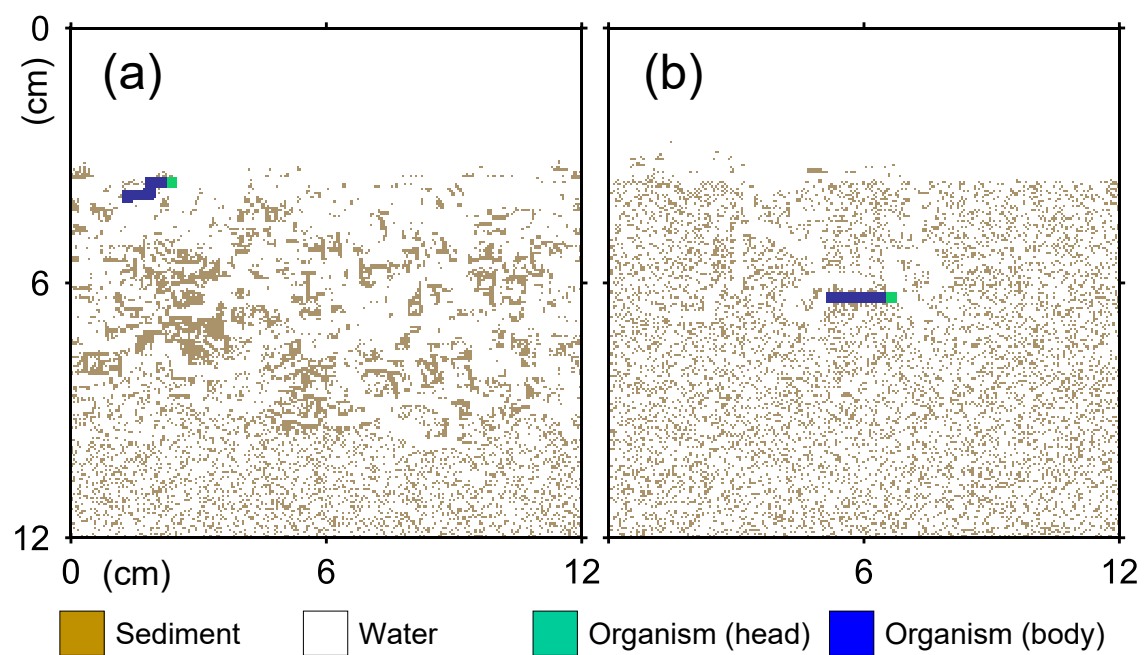 0
(cm)
(a)
(b)
6
12
0 (cm) 6 12
6 12
Sediment Water Organism (head) Organism (body)